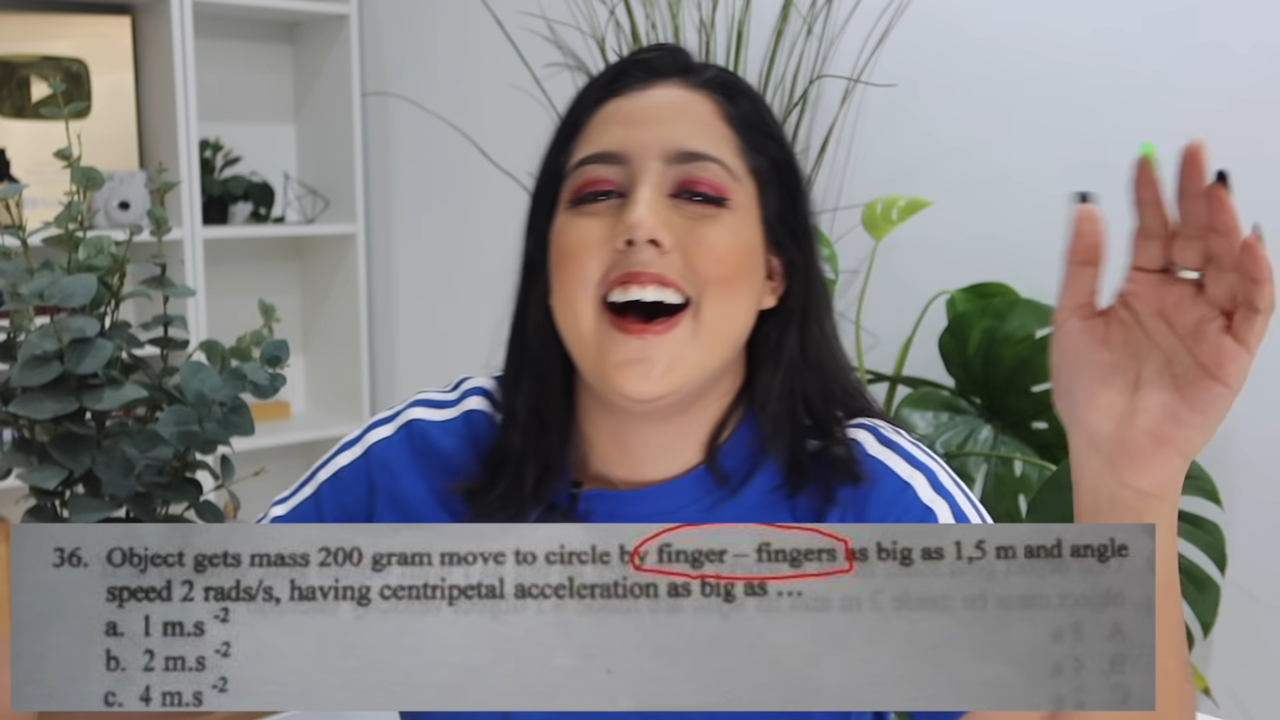 36. Object gets mass 200 gram move to circle by finger – fingers as big as 1,5 m and angle
speed 2 rads/s, having centripetal acceleration as big as ...
a. 1 m.s -2
b. 2 m.s -2
c. 4 m.s -2